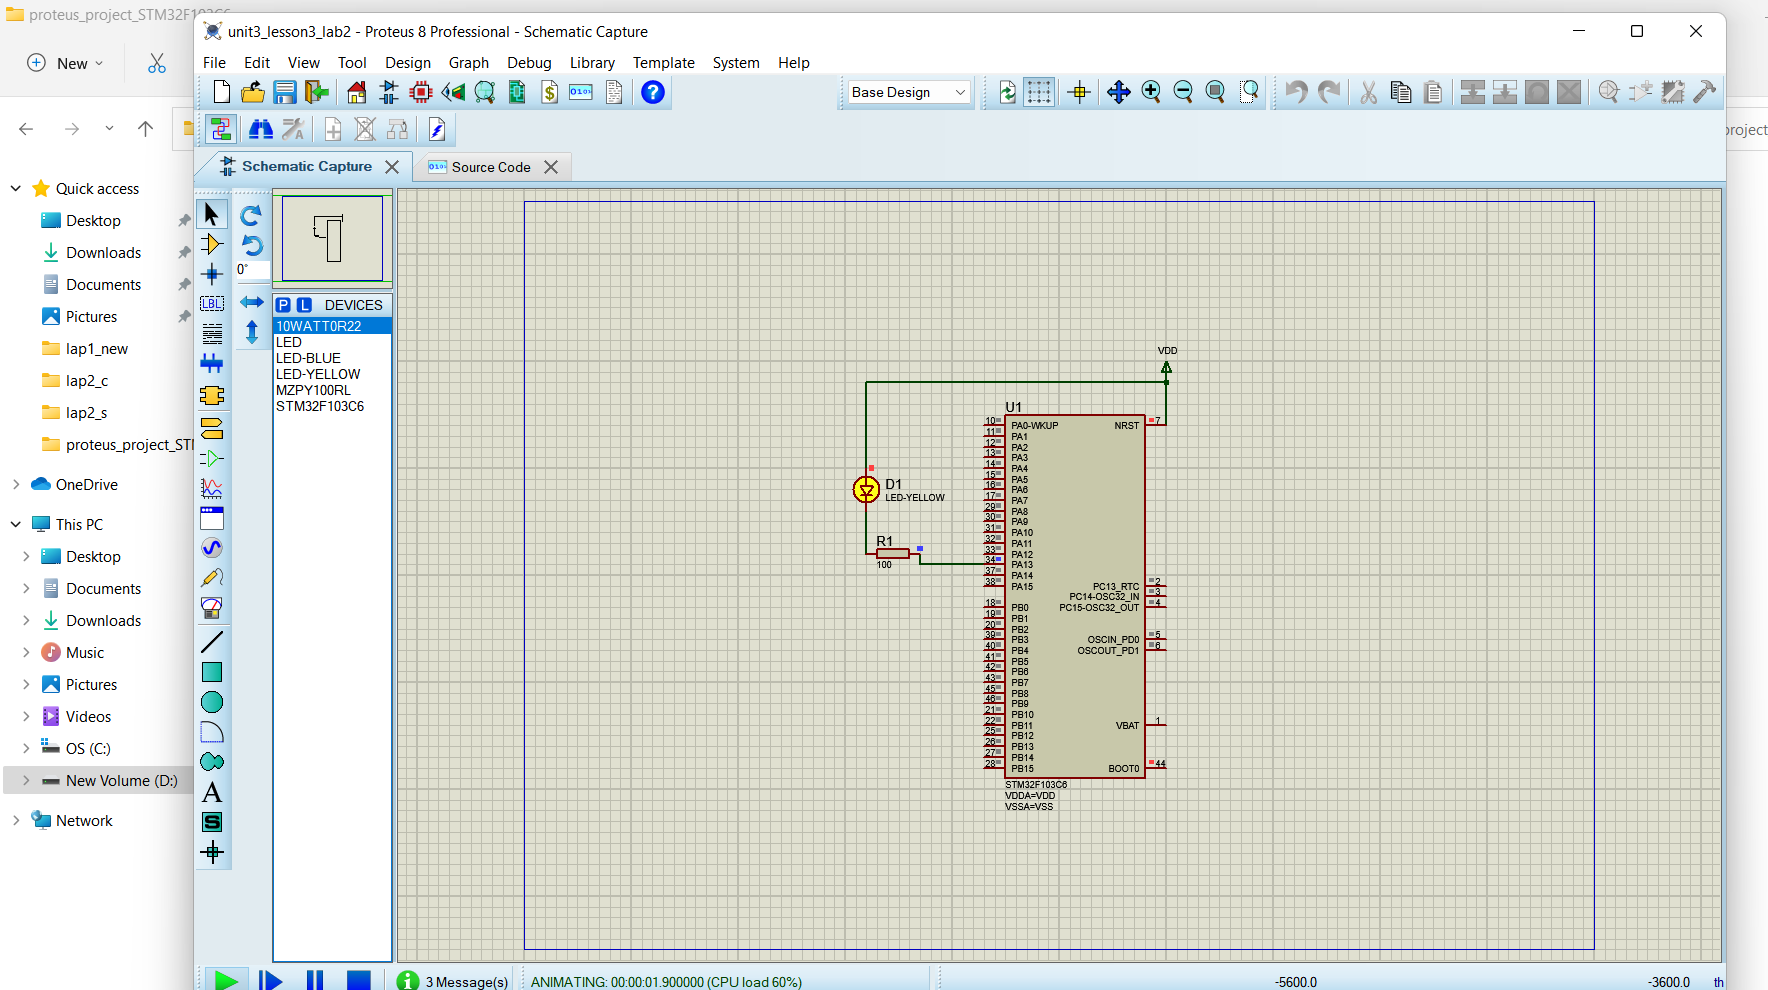 proteus_project_STM32F103C6
unit3_lesson3_lab2 - Proteus 8 Professional - Schematic Capture
New
File Edit View Tool Design Graph Debug Library Template System Help
Base Design
project
Schematic Capture
Source Code
Quick access
Desktop
Downloads
Documents
Pictures
lap1_new
lap2_c
lap2_s
proteus_project_STI
OneDrive
This PC
Desktop
Documents
Downloads
Music
Pictures
Videos
OS (C:)
New Volume (D:)
Network
LBL
A
S
0°
P L DEVICES
10WATT0R22
LED
LED-BLUE
LED-YELLOW
MZPY100RL
STM32F103C6
VDD
U1
10 PA0-WKUP NRST 7
11 PA1
12 PA2
13 PA3
14 PA4
15 PA5
16 PA6
17 PA7
29 PA8
30 PA9
31 PA10
32 PA11
33 PA12
34 PA13
37 PA14
38 PA15
D1
LED-YELLOW
R1
100
PC13_RTC 2
PC14-OSC32_IN 3
PC15-OSC32_OUT 4
18 PB0
19 PB1
20 PB2
39 PB3
40 PB4
41 PB5
42 PB6
43 PB7
45 PB8
46 PB9
21 PB10
22 PB11
25 PB12
26 PB13
27 PB14
28 PB15
OSCIN_PD0 5
OSCOUT_PD1 6
VBAT 1
BOOT0 44
STM32F103C6
VDDA=VDD
VSSA=VSS
3 Message(s)
ANIMATING: 00:00:01.900000 (CPU load 60%)
-5600.0
-3600.0
th